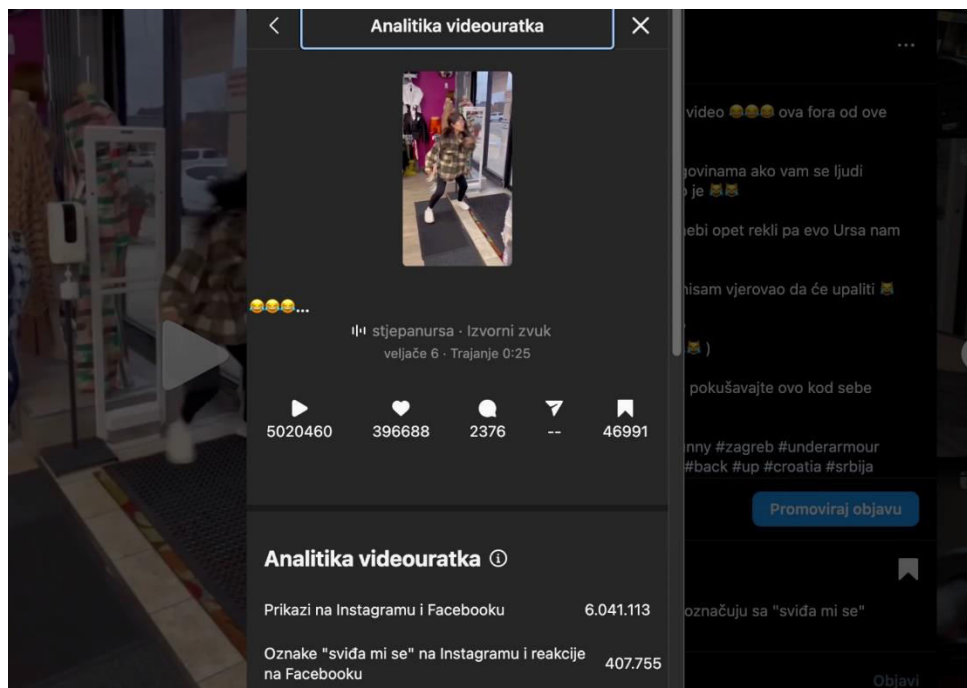 Analitika videouratka
😂😂😂...
stjepanursa · Izvorni zvuk
veljače 6 · Trajanje 0:25
5020460 396688 2376 -- 46991
Analitika videouratka
Prikazi na Instagramu i Facebooku 6.041.113
Oznake "sviđa mi se" na Instagramu i reakcije
na Facebooku 407.755
video 😂😂😂 ova fora od ove
ako vam se ljudi
je 😹😹
opet rekli pa evo Ursa nam
nisam vjerovao da će upaliti 😹
😹 )
pokušavajte ovo kod sebe
#zagreb #underarmour
#back #up #croatia #srbija
Promoviraj objavu
označuju sa "sviđa mi se"
Objavi